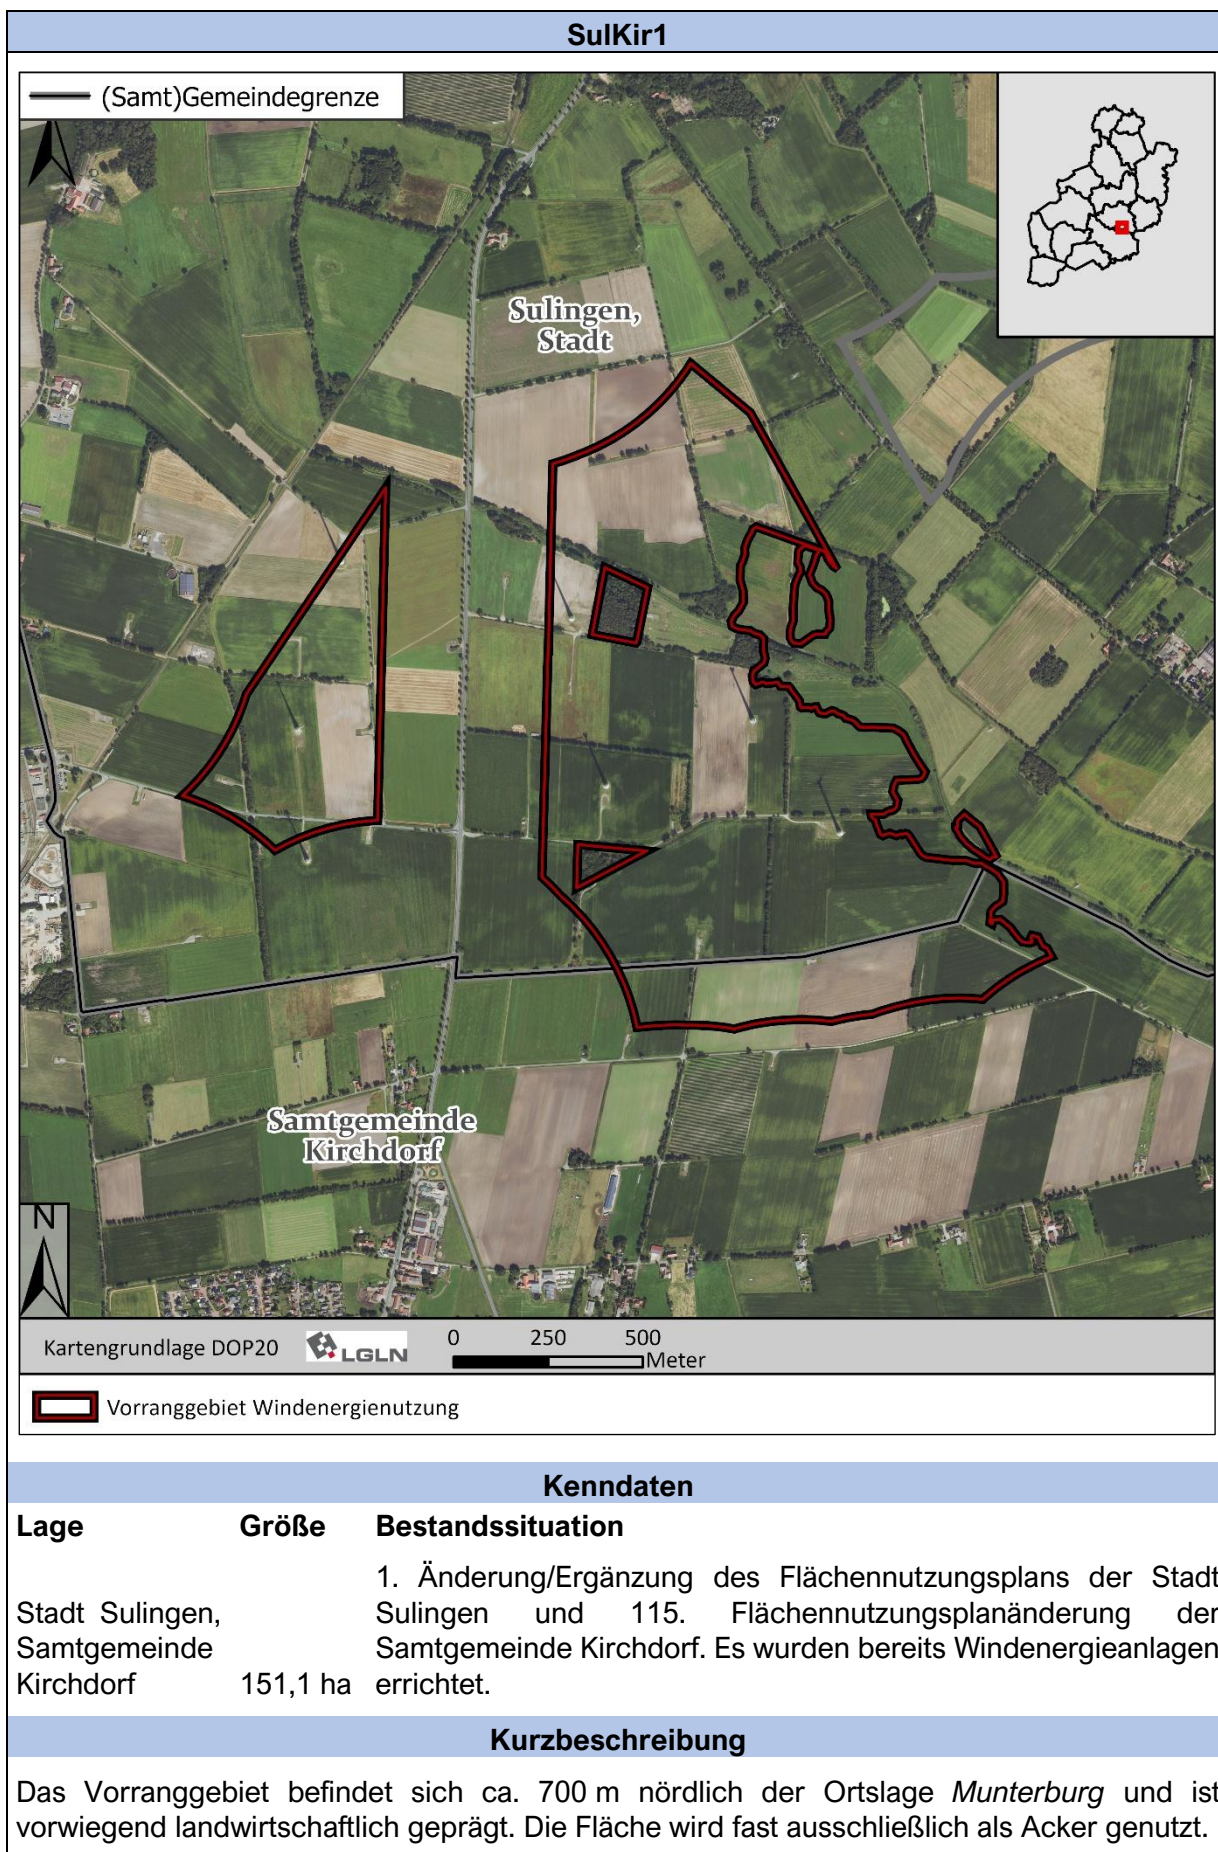 SulKir1
(Samt)Gemeindegrenze
Sulingen,
Stadt
Samtgemeinde
Kirchdorf
N
Kartengrundlage DOP20
LGLN
0 250 500
Meter
Vorranggebiet Windenergienutzung
Kenndaten
Lage Größe Bestandssituation
Stadt Sulingen,
Samtgemeinde
Kirchdorf
151,1 ha
1. Änderung/Ergänzung des Flächennutzungsplans der Stadt
Sulingen und 115. Flächennutzungsplanänderung der
Samtgemeinde Kirchdorf. Es wurden bereits Windenergieanlagen
errichtet.
Kurzbeschreibung
Das Vorranggebiet befindet sich ca. 700 m nördlich der Ortslage Munterburg und ist
vorwiegend landwirtschaftlich geprägt. Die Fläche wird fast ausschließlich als Acker genutzt.